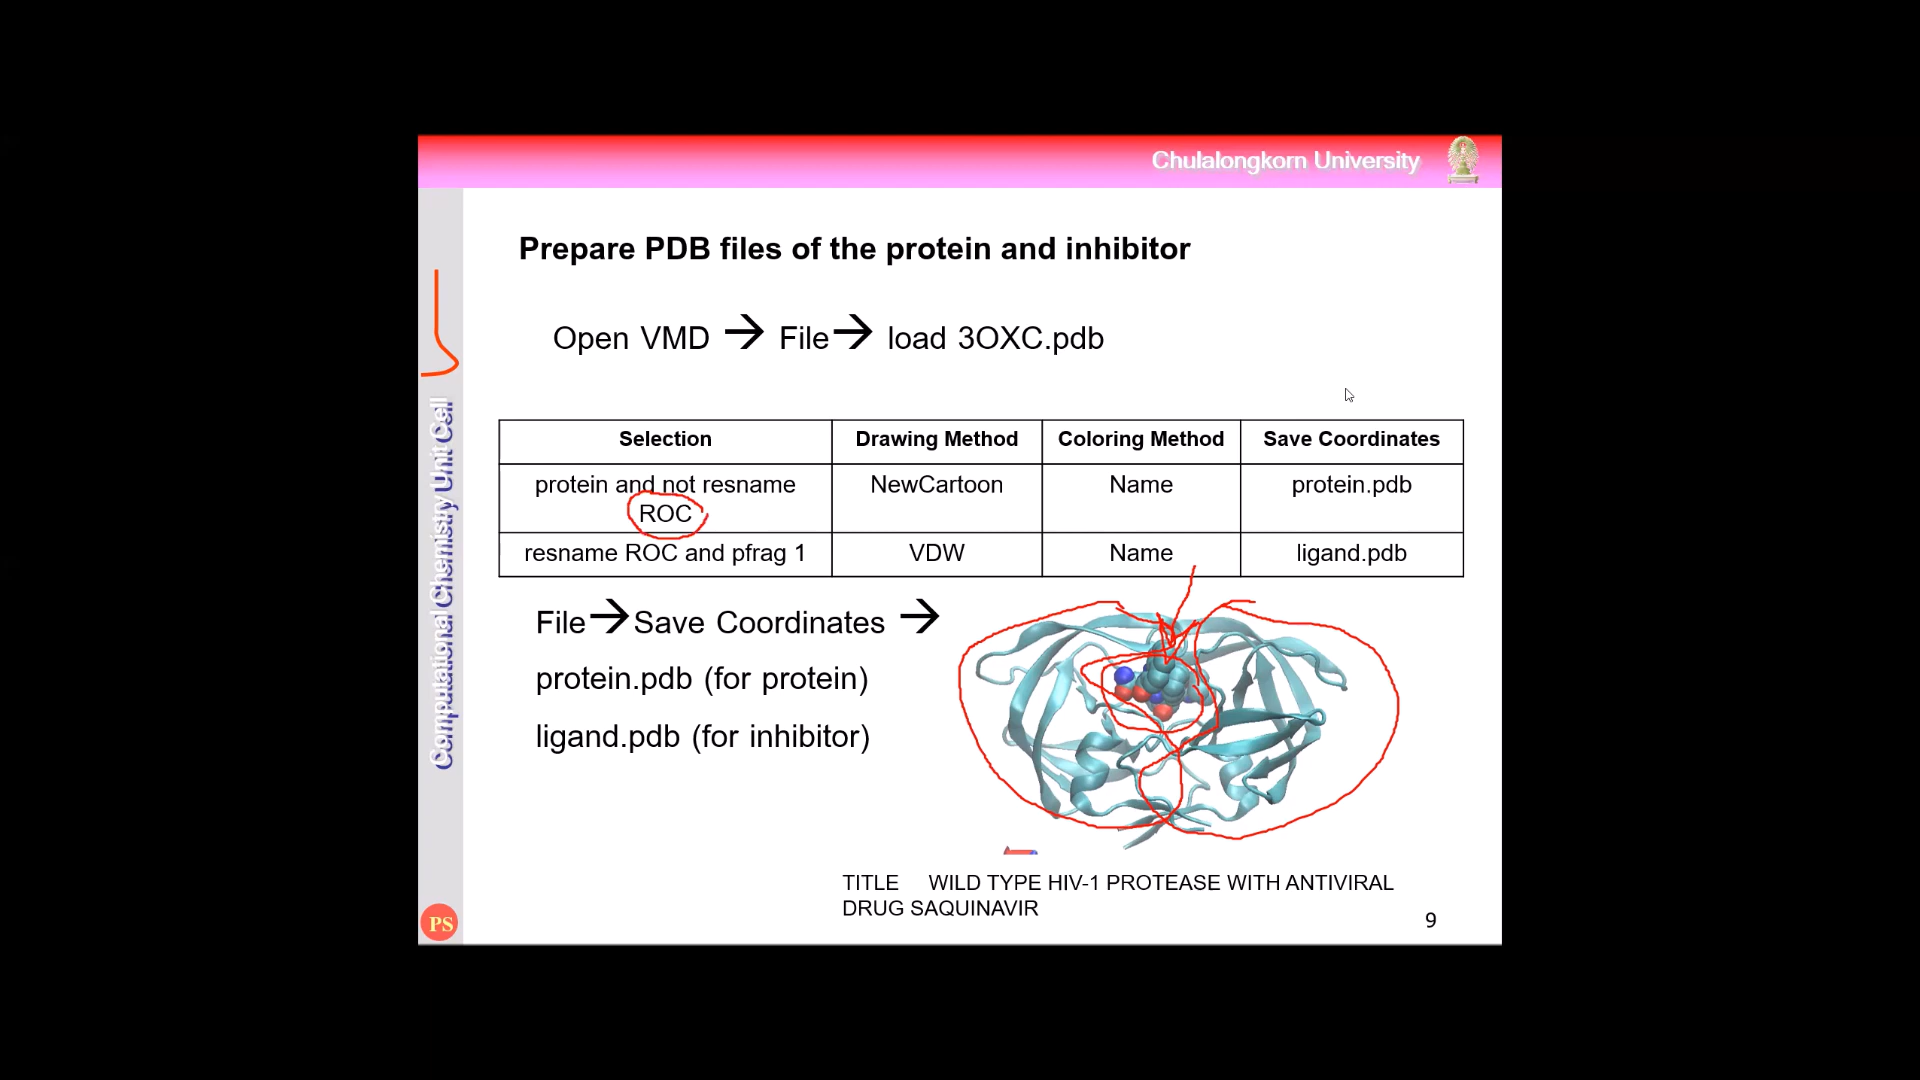 Chulalongkorn University
Prepare PDB files of the protein and inhibitor
Open VMD → File → load 3OXC.pdb
Selection Drawing Method Coloring Method Save Coordinates
protein and not resname NewCartoon Name protein.pdb
ROC
resname ROC and pfrag 1 VDW Name ligand.pdb
File → Save Coordinates →
protein.pdb (for protein)
ligand.pdb (for inhibitor)
TITLE WILD TYPE HIV-1 PROTEASE WITH ANTIVIRAL
DRUG SAQUINAVIR
9
Computational Chemistry Unit Cell
PS